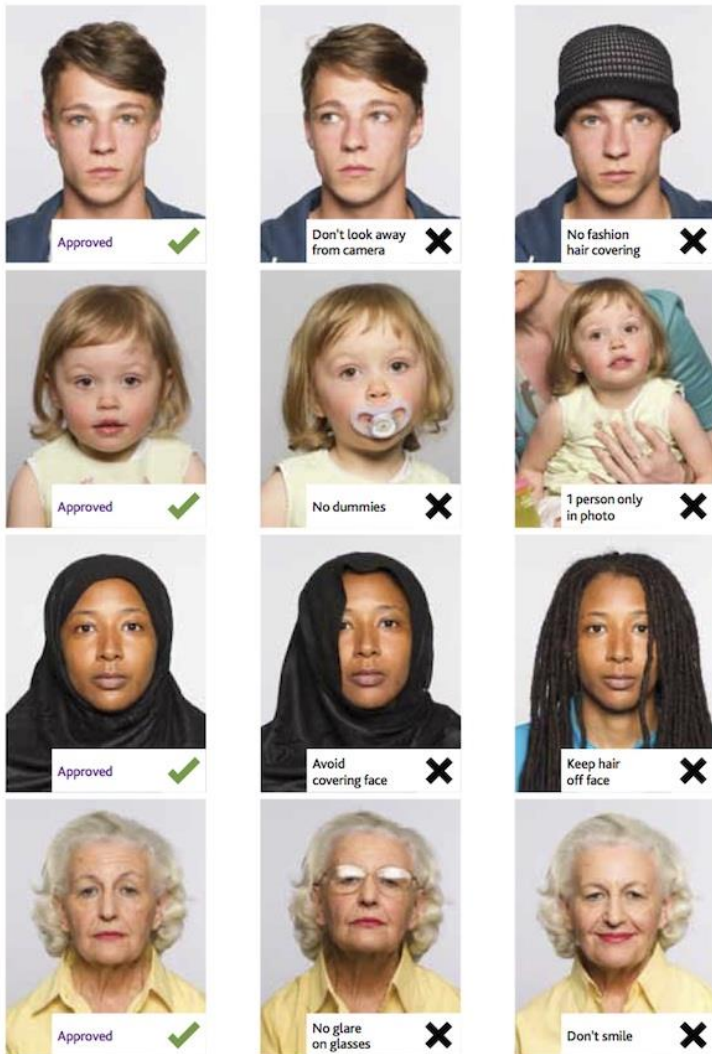 Approved
Don't look away
from camera
No fashion
hair covering
Approved
No dummies
1 person only
in photo
Approved
Avoid
covering face
Keep hair
off face
Approved
No glare
on glasses
Don't smile